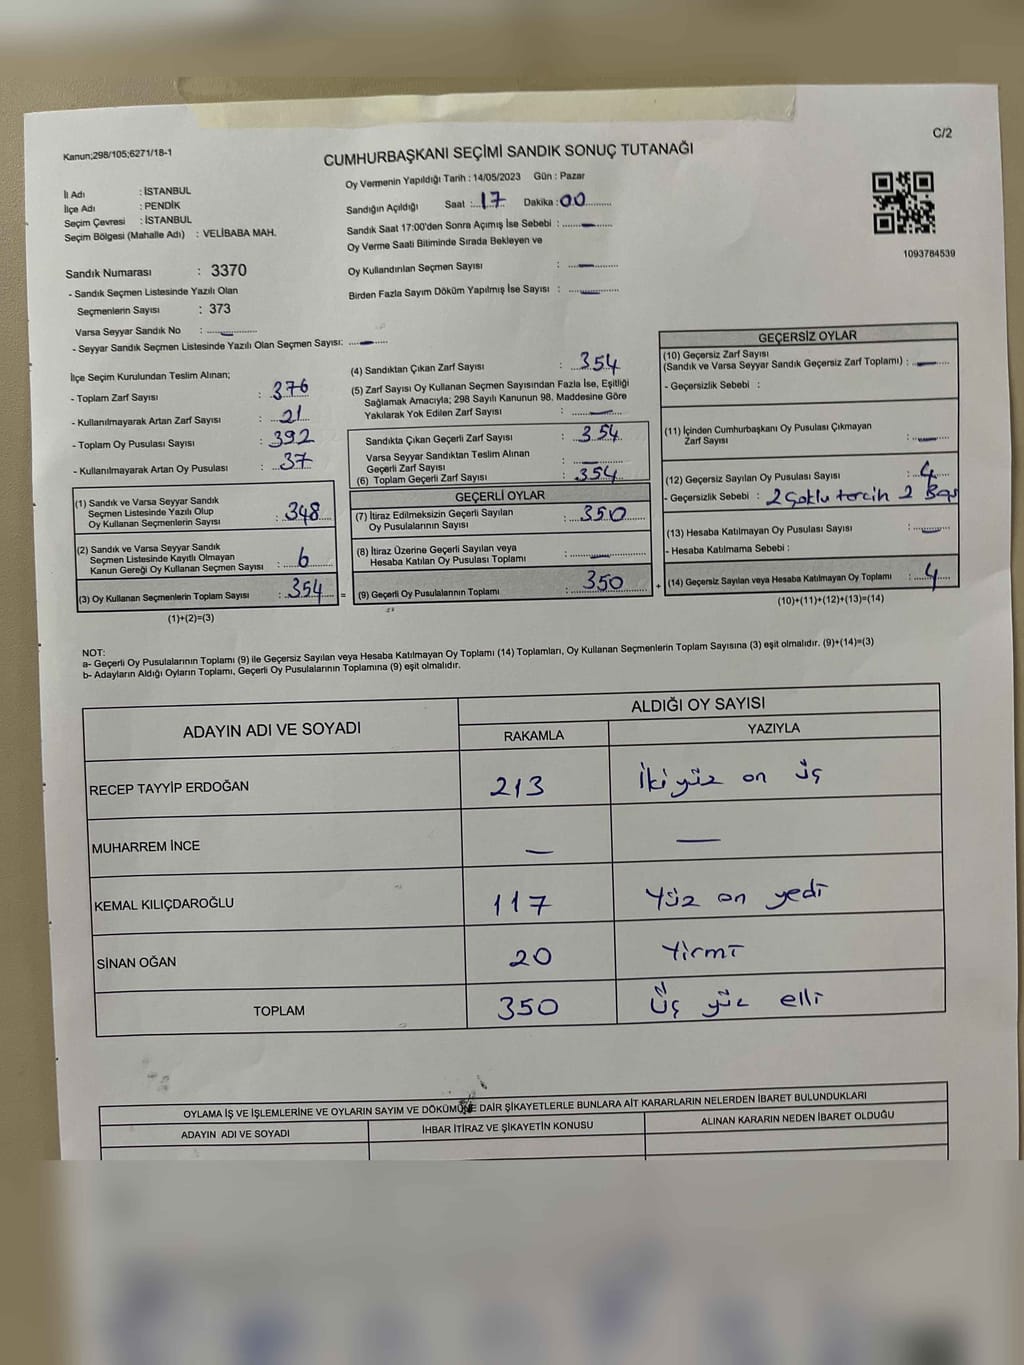 C/2
Kanun;298/105;6271/18-1
CUMHURBAŞKANI SEÇİMİ SANDIK SONUÇ TUTANAĞI
İl Adı : İSTANBUL
İlçe Adı : PENDİK
Seçim Çevresi : İSTANBUL
Seçim Bölgesi (Mahalle Adı) : VELİBABA MAH.
Oy Vermenin Yapıldığı Tarih : 14/05/2023 Gün : Pazar
Sandığın Açıldığı Saat : 17 Dakika : 00
Sandık Saat 17:00'den Sonra Açımış İse Sebebi : —
Oy Verme Saati Bitiminde Sırada Bekleyen ve
Oy Kullandırılan Seçmen Sayısı : —
Birden Fazla Sayım Döküm Yapılmış İse Sayısı : —
1093764539
Sandık Numarası : 3370
- Sandık Seçmen Listesinde Yazılı Olan
Seçmenlerin Sayısı : 373
Varsa Seyyar Sandık No : —
- Seyyar Sandık Seçmen Listesinde Yazılı Olan Seçmen Sayısı: —
İlçe Seçim Kurulundan Teslim Alınan;
- Toplam Zarf Sayısı : 376
- Kullanılmayarak Artan Zarf Sayısı : 21
- Toplam Oy Pusulası Sayısı : 392
- Kullanılmayarak Artan Oy Pusulası : 37
(1) Sandık ve Varsa Seyyar Sandık
Seçmen Listesinde Yazılı Olup
Oy Kullanan Seçmenlerin Sayısı : 348
(2) Sandık ve Varsa Seyyar Sandık
Seçmen Listesinde Kayıtlı Olmayan
Kanun Gereği Oy Kullanan Seçmen Sayısı : 6
(3) Oy Kullanan Seçmenlerin Toplam Sayısı : 354 =
(1)+(2)=(3)
(4) Sandıktan Çıkan Zarf Sayısı : 354
(5) Zarf Sayısı Oy Kullanan Seçmen Sayısından Fazla İse, Eşitliği
Sağlamak Amacıyla; 298 Sayılı Kanunun 98. Maddesine Göre
Yakılarak Yok Edilen Zarf Sayısı : —
Sandıkta Çıkan Geçerli Zarf Sayısı : 354
Varsa Seyyar Sandıktan Teslim Alınan
Geçerli Zarf Sayısı : —
(6) Toplam Geçerli Zarf Sayısı : 354
GEÇERLİ OYLAR
(7) İtiraz Edilmeksizin Geçerli Sayılan
Oy Pusulalarının Sayısı : 350
(8) İtiraz Üzerine Geçerli Sayılan veya
Hesaba Katılan Oy Pusulası Toplamı : —
(9) Geçerli Oy Pusulalarının Toplamı : 350 +
GEÇERSİZ OYLAR
(10) Geçersiz Zarf Sayısı
(Sandık ve Varsa Seyyar Sandık Geçersiz Zarf Toplamı) : —
- Geçersizlik Sebebi :
(11) İçinden Cumhurbaşkanı Oy Pusulası Çıkmayan
Zarf Sayısı : —
(12) Geçersiz Sayılan Oy Pusulası Sayısı : 4
- Geçersizlik Sebebi : 2 Çoklu tercih 2 Boş
(13) Hesaba Katılmayan Oy Pusulası Sayısı : —
- Hesaba Katılmama Sebebi :
(14) Geçersiz Sayılan veya Hesaba Katılmayan Oy Toplamı : 4
(10)+(11)+(12)+(13)=(14)
NOT:
a- Geçerli Oy Pusulalarının Toplamı (9) ile Geçersiz Sayılan veya Hesaba Katılmayan Oy Toplamı (14) Toplamları, Oy Kullanan Seçmenlerin Toplam Sayısına (3) eşit olmalıdır. (9)+(14)=(3)
b- Adayların Aldığı Oyların Toplamı, Geçerli Oy Pusulalarının Toplamına (9) eşit olmalıdır.
ADAYIN ADI VE SOYADI
ALDIĞI OY SAYISI
RAKAMLA YAZIYLA
RECEP TAYYİP ERDOĞAN 213 İki yüz on üç
MUHARREM İNCE — —
KEMAL KILIÇDAROĞLU 117 Yüz on yedi
SİNAN OĞAN 20 Yirmi
TOPLAM 350 Üç yüz elli
OYLAMA İŞ VE İŞLEMLERİNE VE OYLARIN SAYIM VE DÖKÜMÜNE DAİR ŞİKAYETLERLE BUNLARA AİT KARARLARIN NELERDEN İBARET BULUNDUKLARI
ADAYIN ADI VE SOYADI İHBAR İTİRAZ VE ŞİKAYETİN KONUSU ALINAN KARARIN NEDEN İBARET OLDUĞU